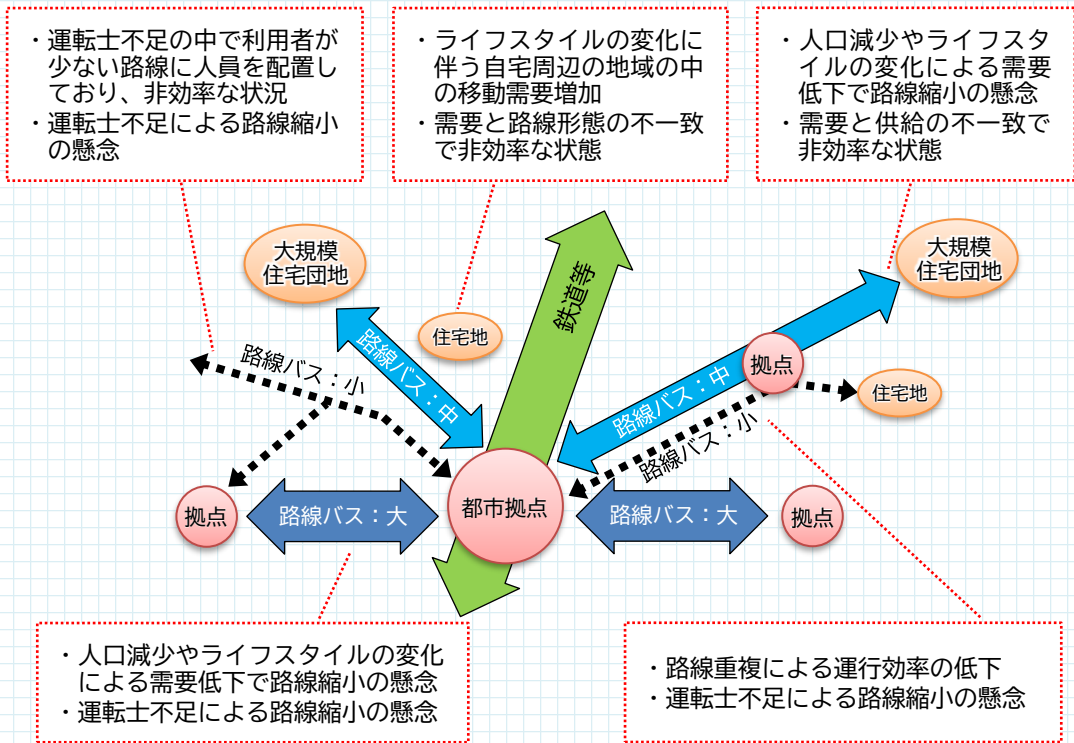 ・運転士不足の中で利用者が
少ない路線に人員を配置し
ており、非効率な状況
・運転士不足による路線縮小
の懸念
・ライフスタイルの変化に
伴う自宅周辺の地域の中
の移動需要増加
・需要と路線形態の不一致
で非効率な状態
・人口減少やライフスタ
イルの変化による需要
低下で路線縮小の懸念
・需要と供給の不一致で
非効率な状態
大規模
住宅団地
鉄道等
大規模
住宅団地
住宅地
路線バス：小
路線バス：中
路線バス：中
拠点
住宅地
路線バス：小
拠点
路線バス：大
都市拠点
路線バス：大
拠点
・人口減少やライフスタイルの変化
による需要低下で路線縮小の懸念
・運転士不足による路線縮小の懸念
・路線重複による運行効率の低下
・運転士不足による路線縮小の懸念